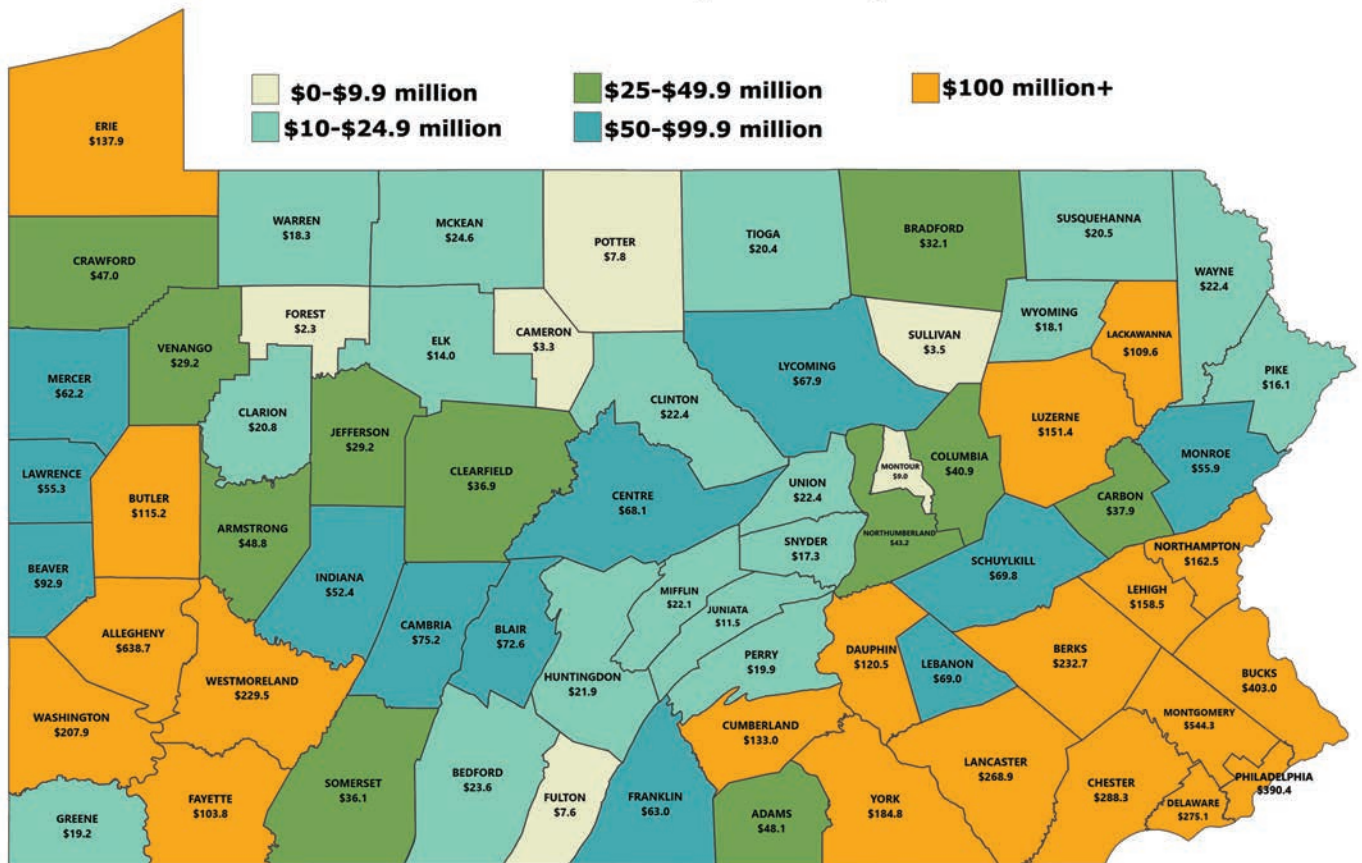 $0-$9.9 million
$25-$49.9 million
$100 million+
$10-$24.9 million
$50-$99.9 million
ERIE
$137.9
WARREN
$18.3
MCKEAN
$24.6
POTTER
$7.8
TIOGA
$20.4
BRADFORD
$32.1
SUSQUEHANNA
$20.5
WAYNE
$22.4
CRAWFORD
$47.0
FOREST
$2.3
ELK
$14.0
CAMERON
$3.3
SULLIVAN
$3.5
WYOMING
$18.1
LACKAWANNA
$109.6
VENANGO
$29.2
MERCER
$62.2
CLARION
$20.8
JEFFERSON
$29.2
CLINTON
$22.4
LYCOMING
$67.9
PIKE
$16.1
LUZERNE
$151.4
LAWRENCE
$55.3
BUTLER
$115.2
CLEARFIELD
$36.9
CENTRE
$68.1
UNION
$22.4
MONTOUR
$9.0
COLUMBIA
$40.9
MONROE
$55.9
CARBON
$37.9
ARMSTRONG
$48.8
SNYDER
$17.3
NORTHUMBERLAND
$43.2
BEAVER
$92.9
INDIANA
$52.4
SCHUYLKILL
$69.8
NORTHAMPTON
$162.5
LEHIGH
$158.5
MIFFLIN
$22.1
JUNIATA
$11.5
ALLEGHENY
$638.7
CAMBRIA
$75.2
BLAIR
$72.6
HUNTINGDON
$21.9
PERRY
$19.9
DAUPHIN
$120.5
LEBANON
$69.0
BERKS
$232.7
BUCKS
$403.0
WESTMORELAND
$229.5
WASHINGTON
$207.9
CUMBERLAND
$133.0
MONTGOMERY
$544.3
LANCASTER
$268.9
CHESTER
$288.3
PHILADELPHIA
$390.4
DELAWARE
$275.1
SOMERSET
$36.1
BEDFORD
$23.6
FULTON
$7.6
FRANKLIN
$63.0
ADAMS
$48.1
YORK
$184.8
FAYETTE
$103.8
GREENE
$19.2